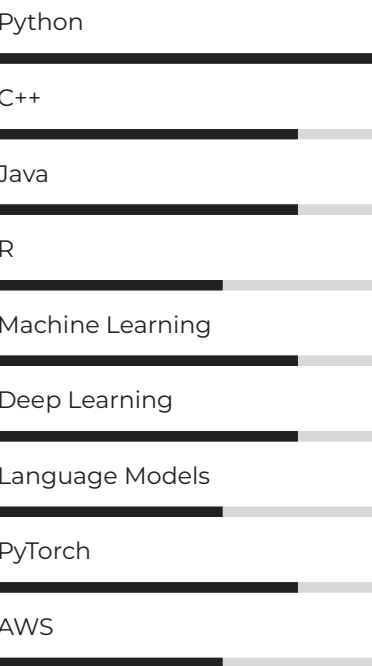 Python
C++
Java
R
Machine Learning
Deep Learning
Language Models
PyTorch
AWS